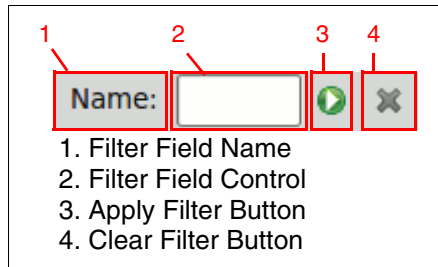 1 2 3 4
Name:
1. Filter Field Name
2. Filter Field Control
3. Apply Filter Button
4. Clear Filter Button